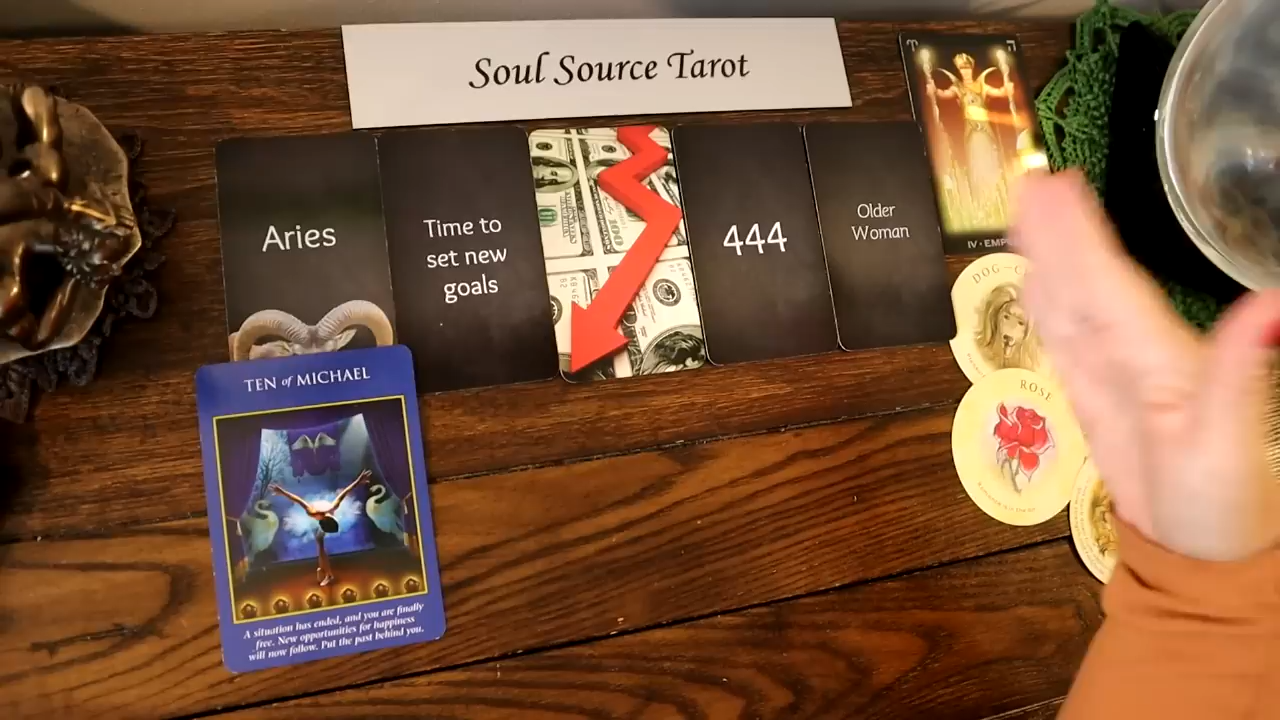 Soul Source Tarot
Aries
Time to
set new
goals
444
Older
Woman
IV · EMP
DOG
ROSE
TEN of MICHAEL
A situation has ended, and you are finally
free. New opportunities for happiness
will now follow. Put the past behind you.